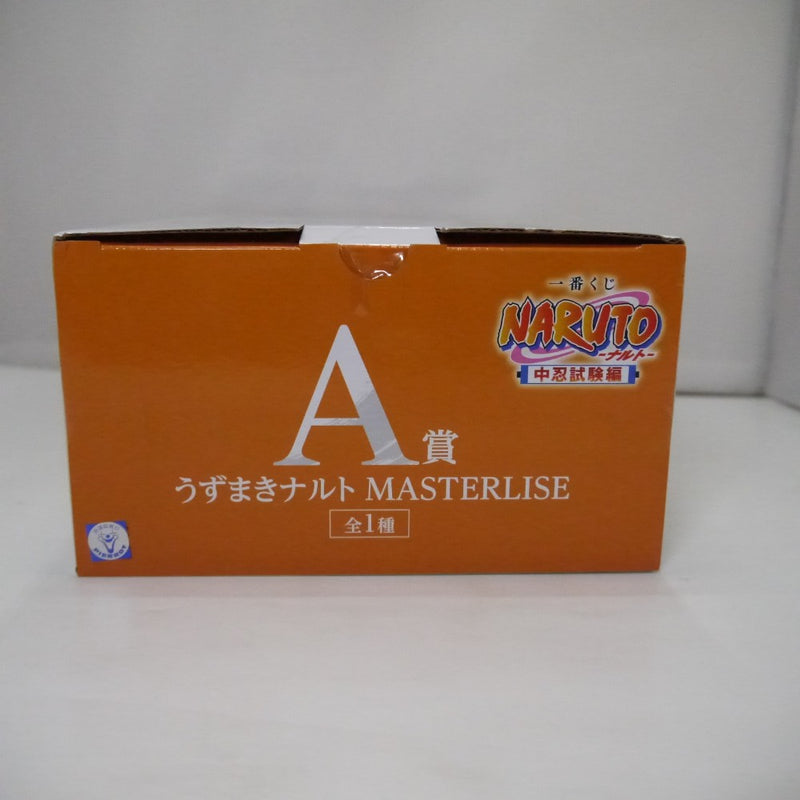 一番くじ
NARUTO
-ナルト-
中忍試験編
A賞
うずまきナルト MASTERLISE
全1種
PIERROT